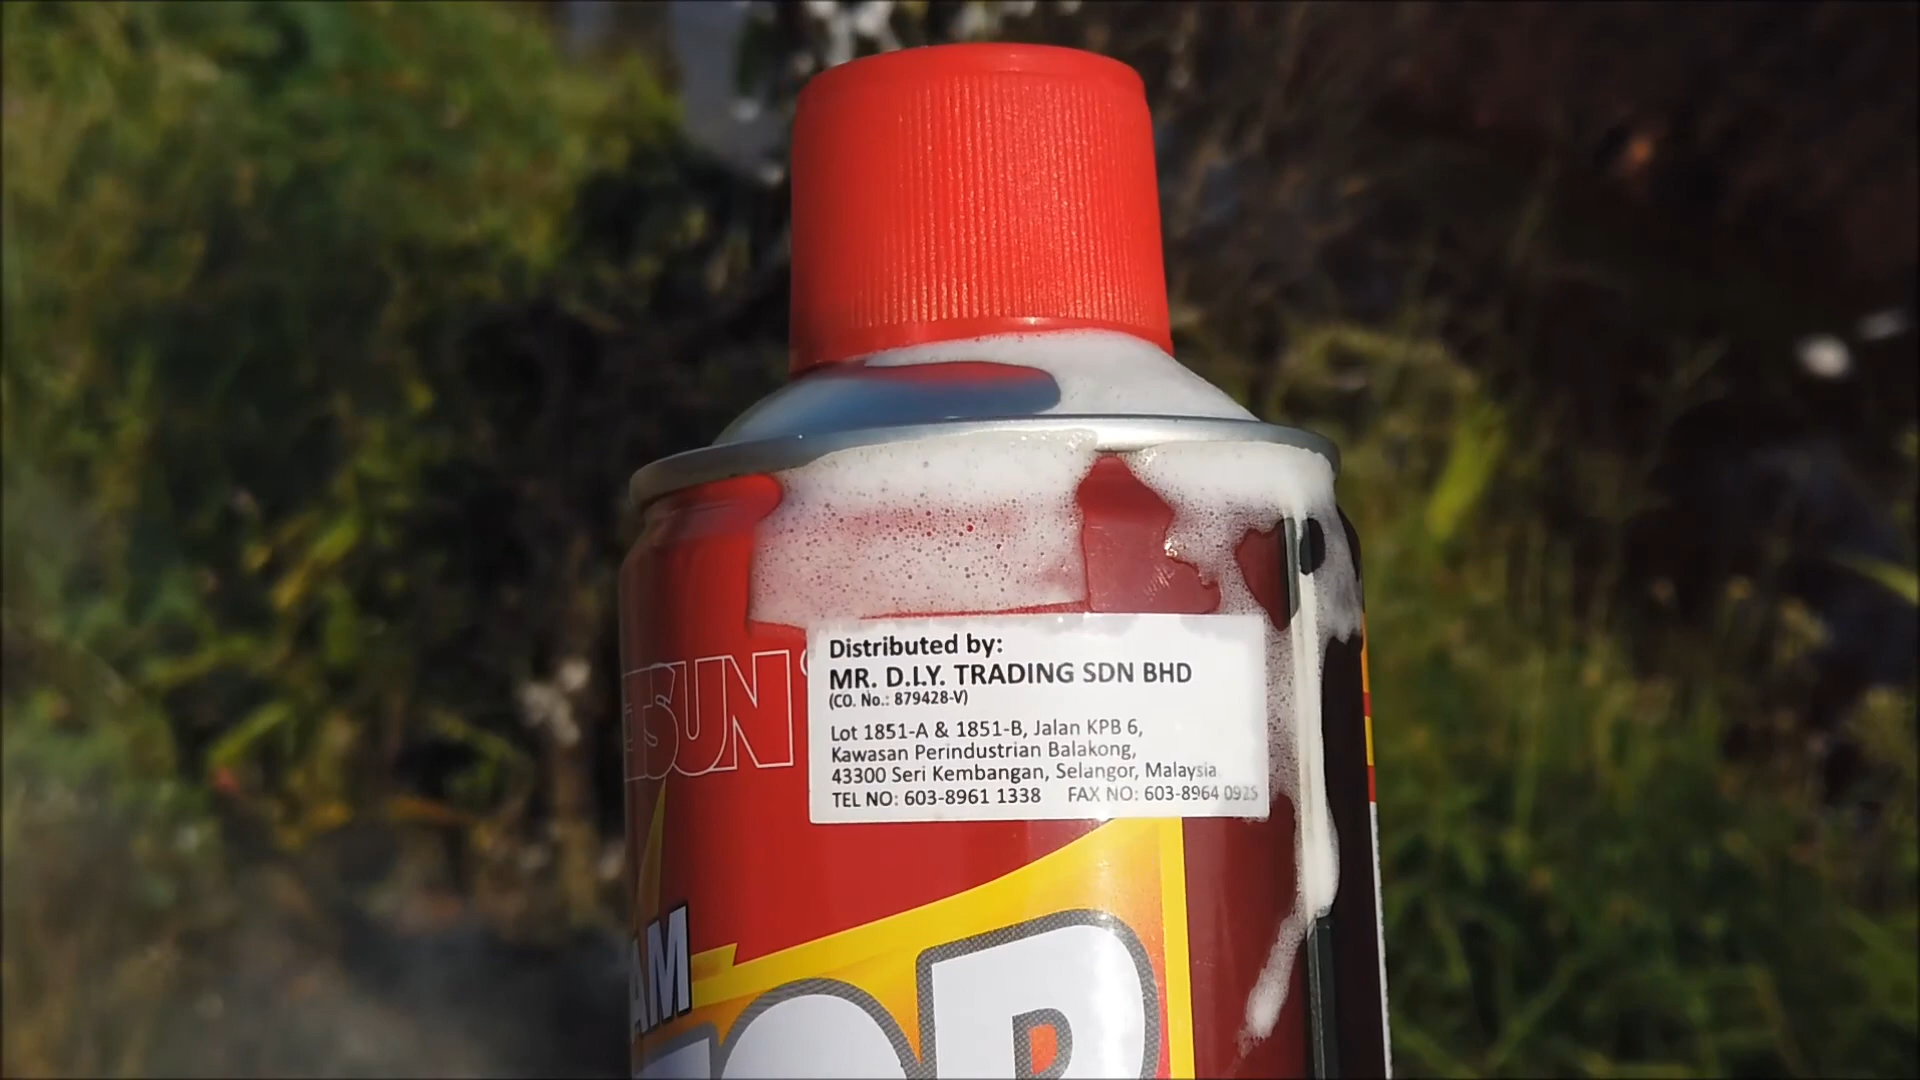 Distributed by:
MR. D.I.Y. TRADING SDN BHD
(CO. No.: 879428-V)
Lot 1851-A & 1851-B, Jalan KPB 6,
Kawasan Perindustrian Balakong,
43300 Seri Kembangan, Selangor, Malaysia
TEL NO: 603-8961 1338 FAX NO: 603-8964 0925